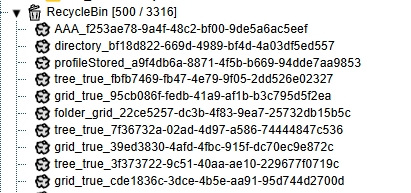 RecycleBin [500 / 3316]
AAA_f253ae78-9a4f-48c2-bf00-9de5a6ac5eef
directory_bf18d822-669d-4989-bf4d-4a03df5ed557
profileStored_a9f4db6a-8871-4f5b-b669-94dde7aa9853
tree_true_fbfb7469-fb47-4e79-9f05-2dd526e02327
grid_true_95cb086f-fedb-41a9-af1b-b3c795d5f2ea
folder_grid_22ce5257-dc3b-4f83-9ea7-25732db15b5c
tree_true_7f36732a-02ad-4d97-a586-74444847c536
grid_true_39ed3830-4afd-4fbc-915f-dc70ec9e872c
tree_true_3f373722-9c51-40aa-ae10-229677f0719c
grid_true_cde1836c-3dce-4b5e-aa91-95d744d2700d